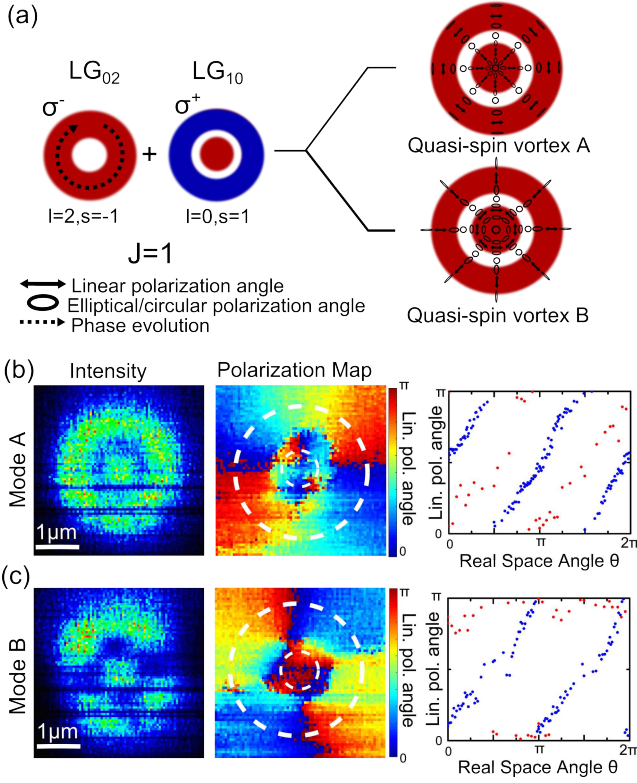 (a)
LG02 LG10
σ- σ+
+
l=2,s=-1 l=0,s=1
J=1
Linear polarization angle
Elliptical/circular polarization angle
Phase evolution
Quasi-spin vortex A
Quasi-spin vortex B
(b) Intensity Polarization Map
Mode A
1μm
π
Lin. pol. angle
0
π
Lin. pol. angle
0
0 π 2π
Real Space Angle θ
(c)
Mode B
1μm
π
Lin. pol. angle
0
π
Lin. pol. angle
0
0 π 2π
Real Space Angle θ